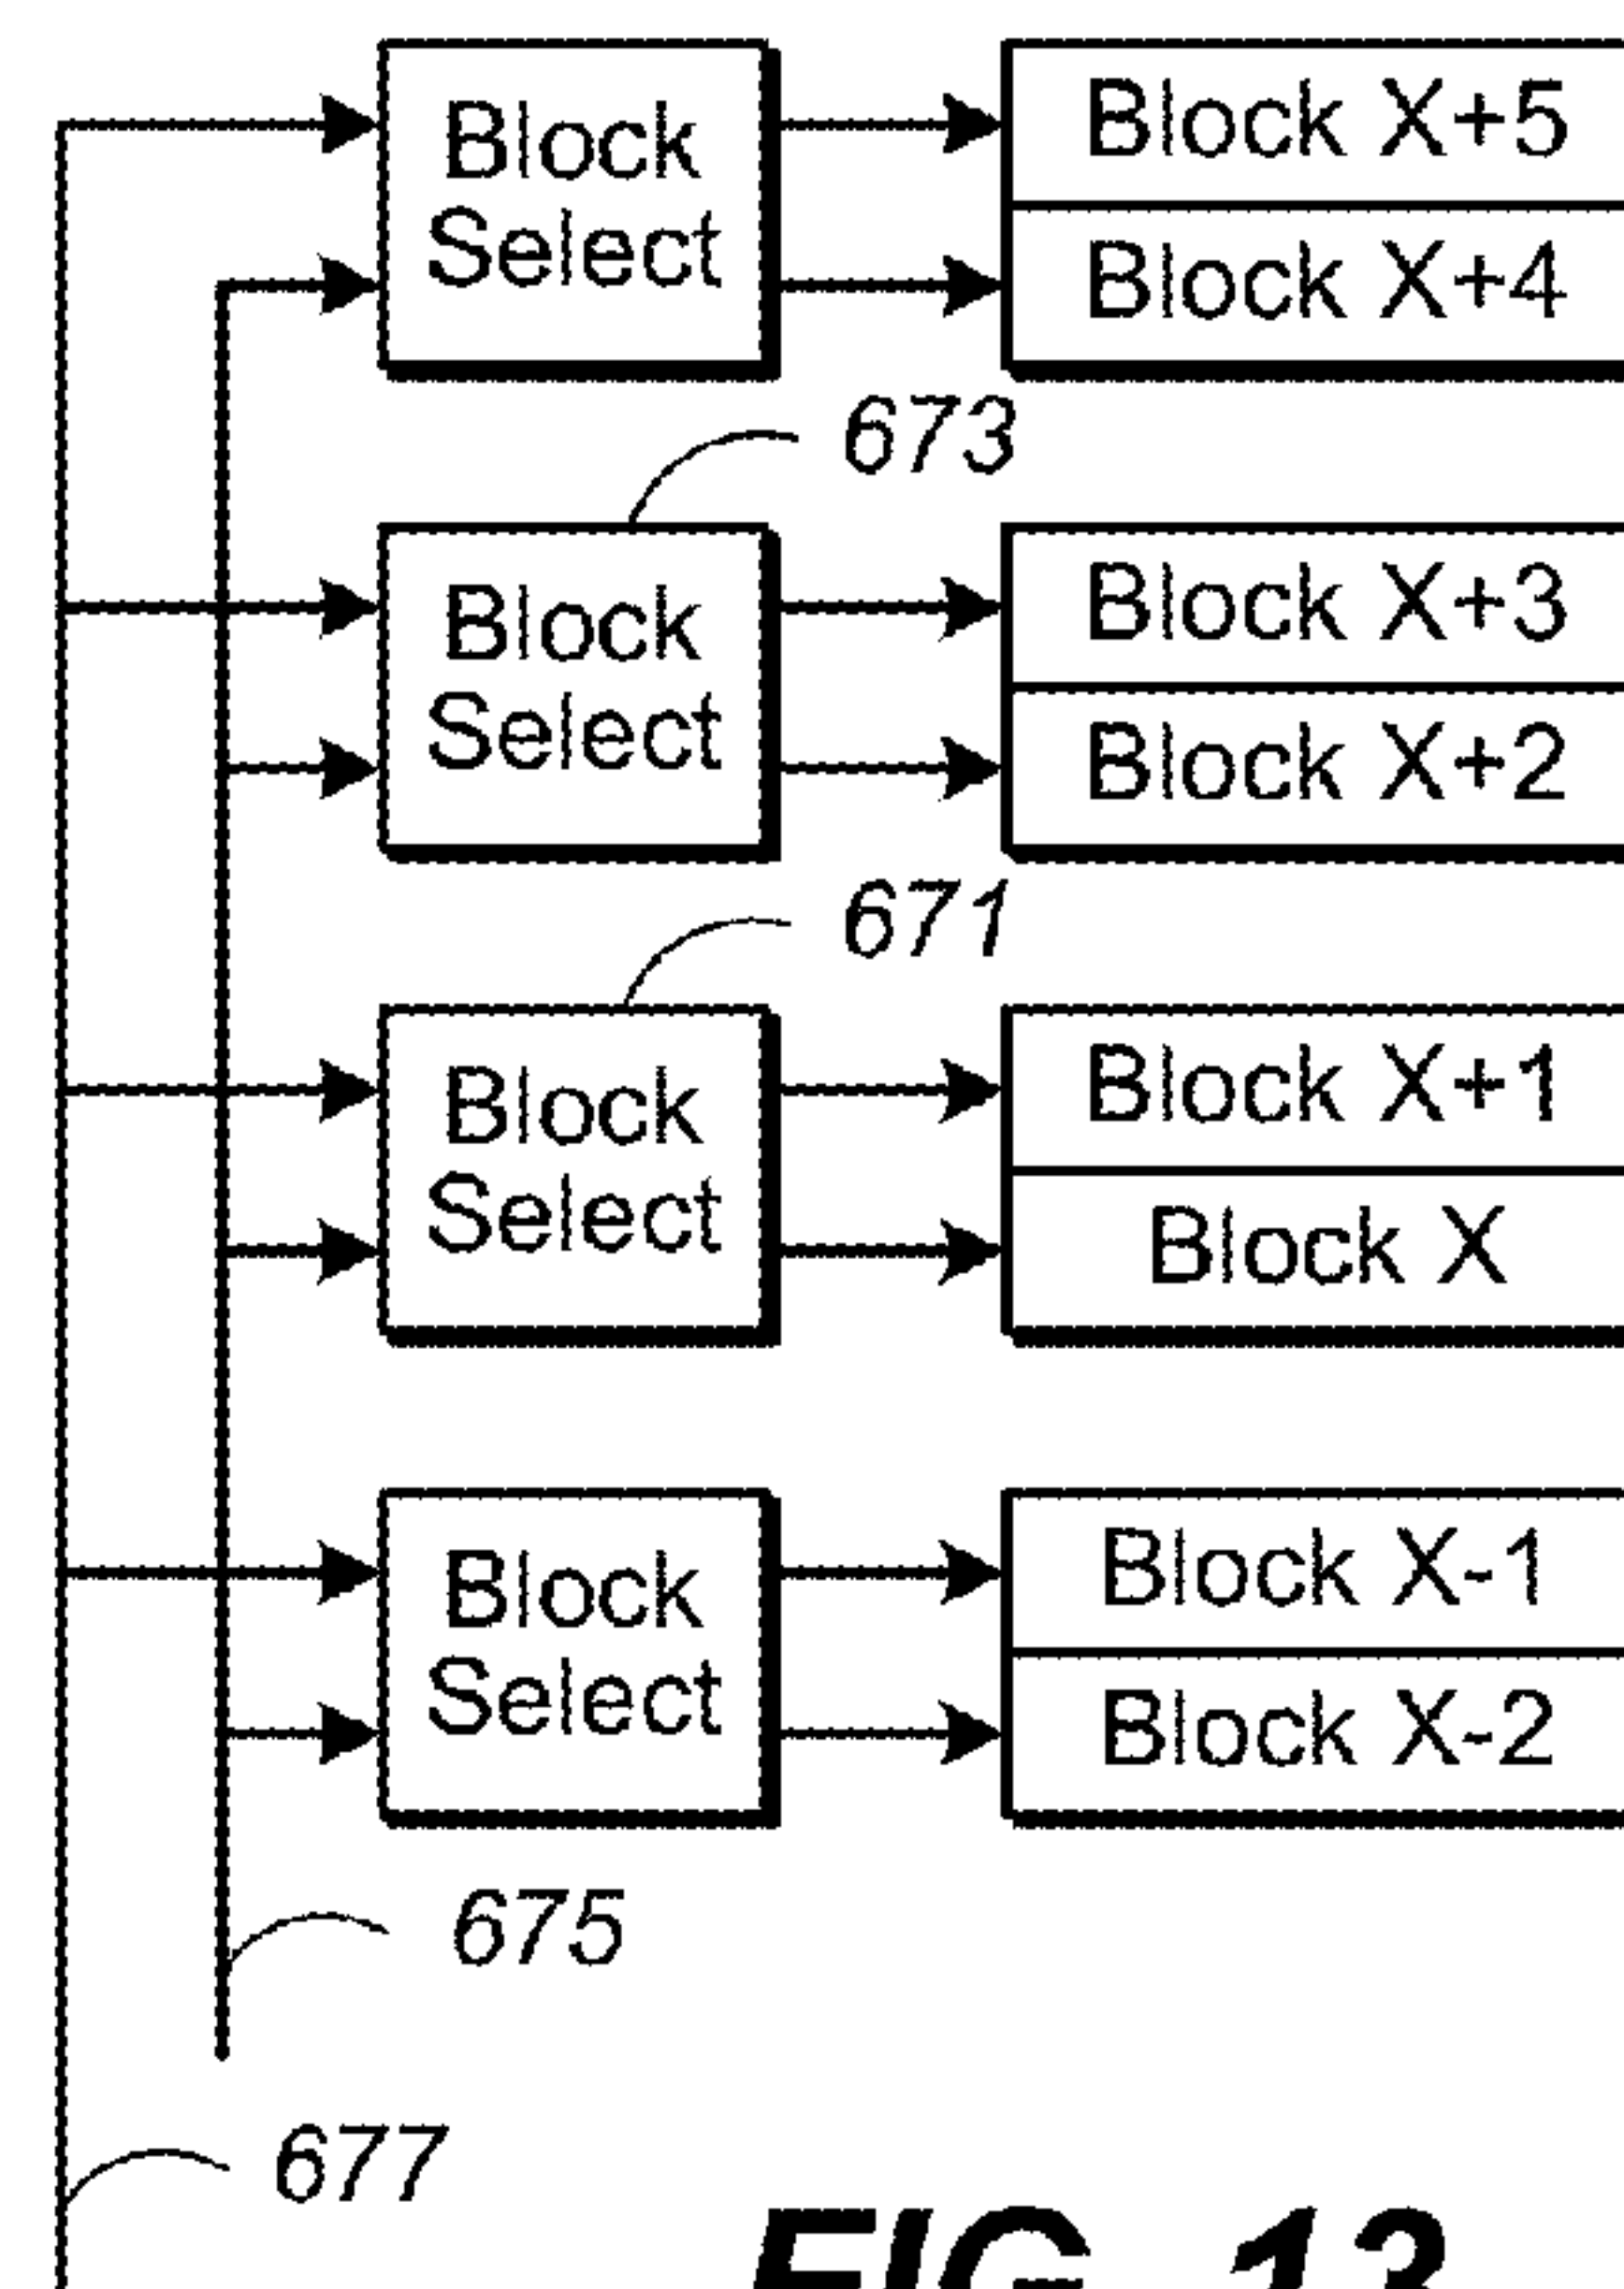 Block
Select
Block X+5
Block X+4
673
Block
Select
Block X+3
Block X+2
671
Block
Select
Block X+1
Block X
Block
Select
Block X-1
Block X-2
675
677